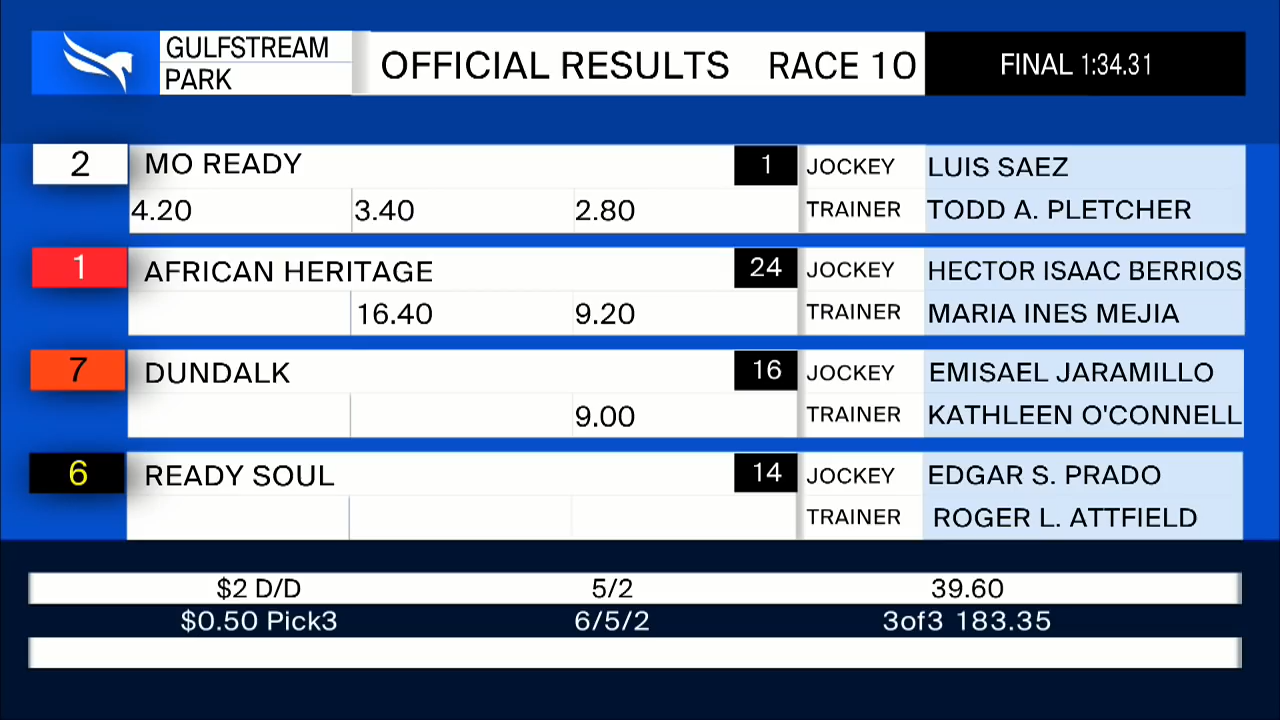 GULFSTREAM
PARK
OFFICIAL RESULTS RACE 10 FINAL 1:34.31
2 MO READY 1 JOCKEY LUIS SAEZ
4.20 3.40 2.80 TRAINER TODD A. PLETCHER
1 AFRICAN HERITAGE 24 JOCKEY HECTOR ISAAC BERRIOS
16.40 9.20 TRAINER MARIA INES MEJIA
7 DUNDALK 16 JOCKEY EMISAEL JARAMILLO
9.00 TRAINER KATHLEEN O'CONNELL
6 READY SOUL 14 JOCKEY EDGAR S. PRADO
TRAINER ROGER L. ATTFIELD
$2 D/D 5/2 39.60
$0.50 Pick3 6/5/2 3of3 183.35